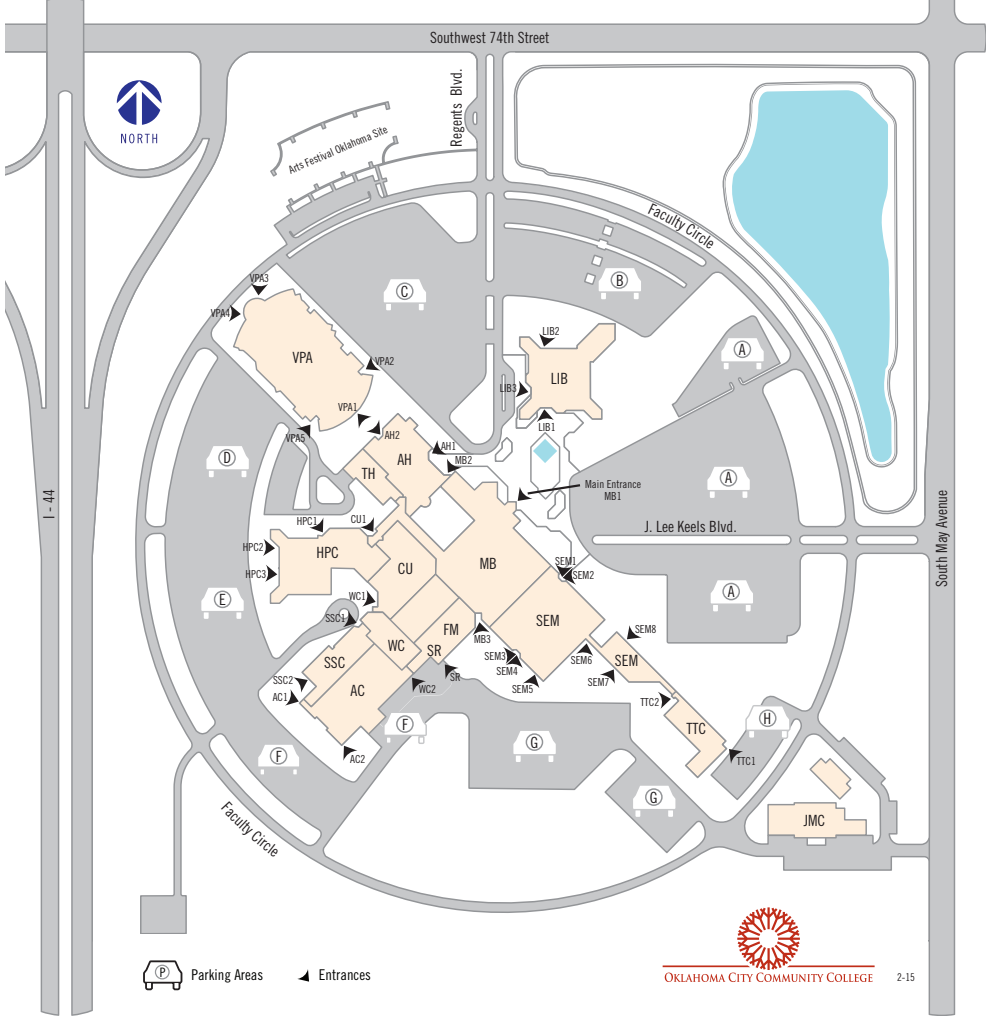 Southwest 74th Street
Regents Blvd.
NORTH
Arts Festival Oklahoma Site
Faculty Circle
B
C
VPA3
VPA4
LIB2
A
VPA
VPA2
LIB
LIB3
VPA1
LIB1
VPA5
AH2
AH1
MB2
D
AH
TH
A
Main Entrance
MB1
I - 44
HPC1
CU1
J. Lee Keels Blvd.
South May Avenue
HPC2
HPC
HPC3
CU
MB
SEM1
SEM2
E
WC1
A
SSC1
SEM
FM
MB3
SEM8
WC
SR
SEM3
SEM4
SEM6
SEM
SSC
SSC2
AC1
AC
WC2
SR
SEM5
SEM7
TTC2
F
TTC
H
F
AC2
G
TTC1
G
JMC
Faculty Circle
P
Parking Areas
Entrances
OKLAHOMA CITY COMMUNITY COLLEGE
2-15